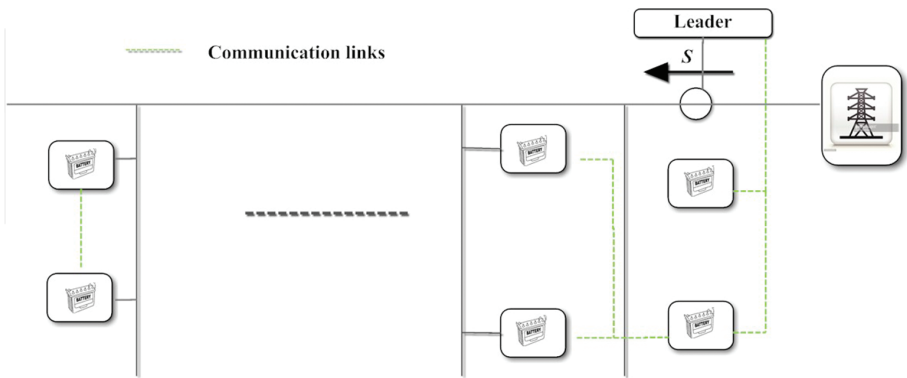 Leader
S
Communication links
BATTERY
BATTERY
BATTERY
BATTERY
BATTERY
BATTERY